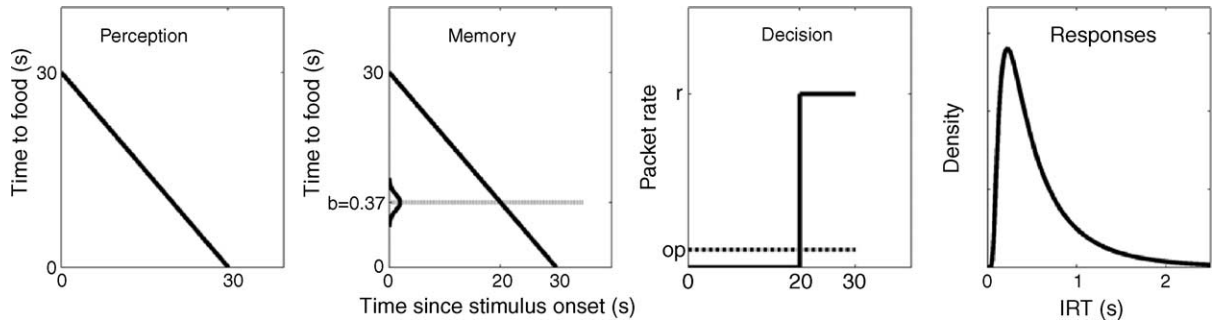 Perception
Time to food (s)
30
0
0
30
Memory
Time to food (s)
30
b=0.37
0
0
20
30
Time since stimulus onset (s)
Decision
Packet rate
r
op
0
20
30
Responses
Density
0
1
2
IRT (s)